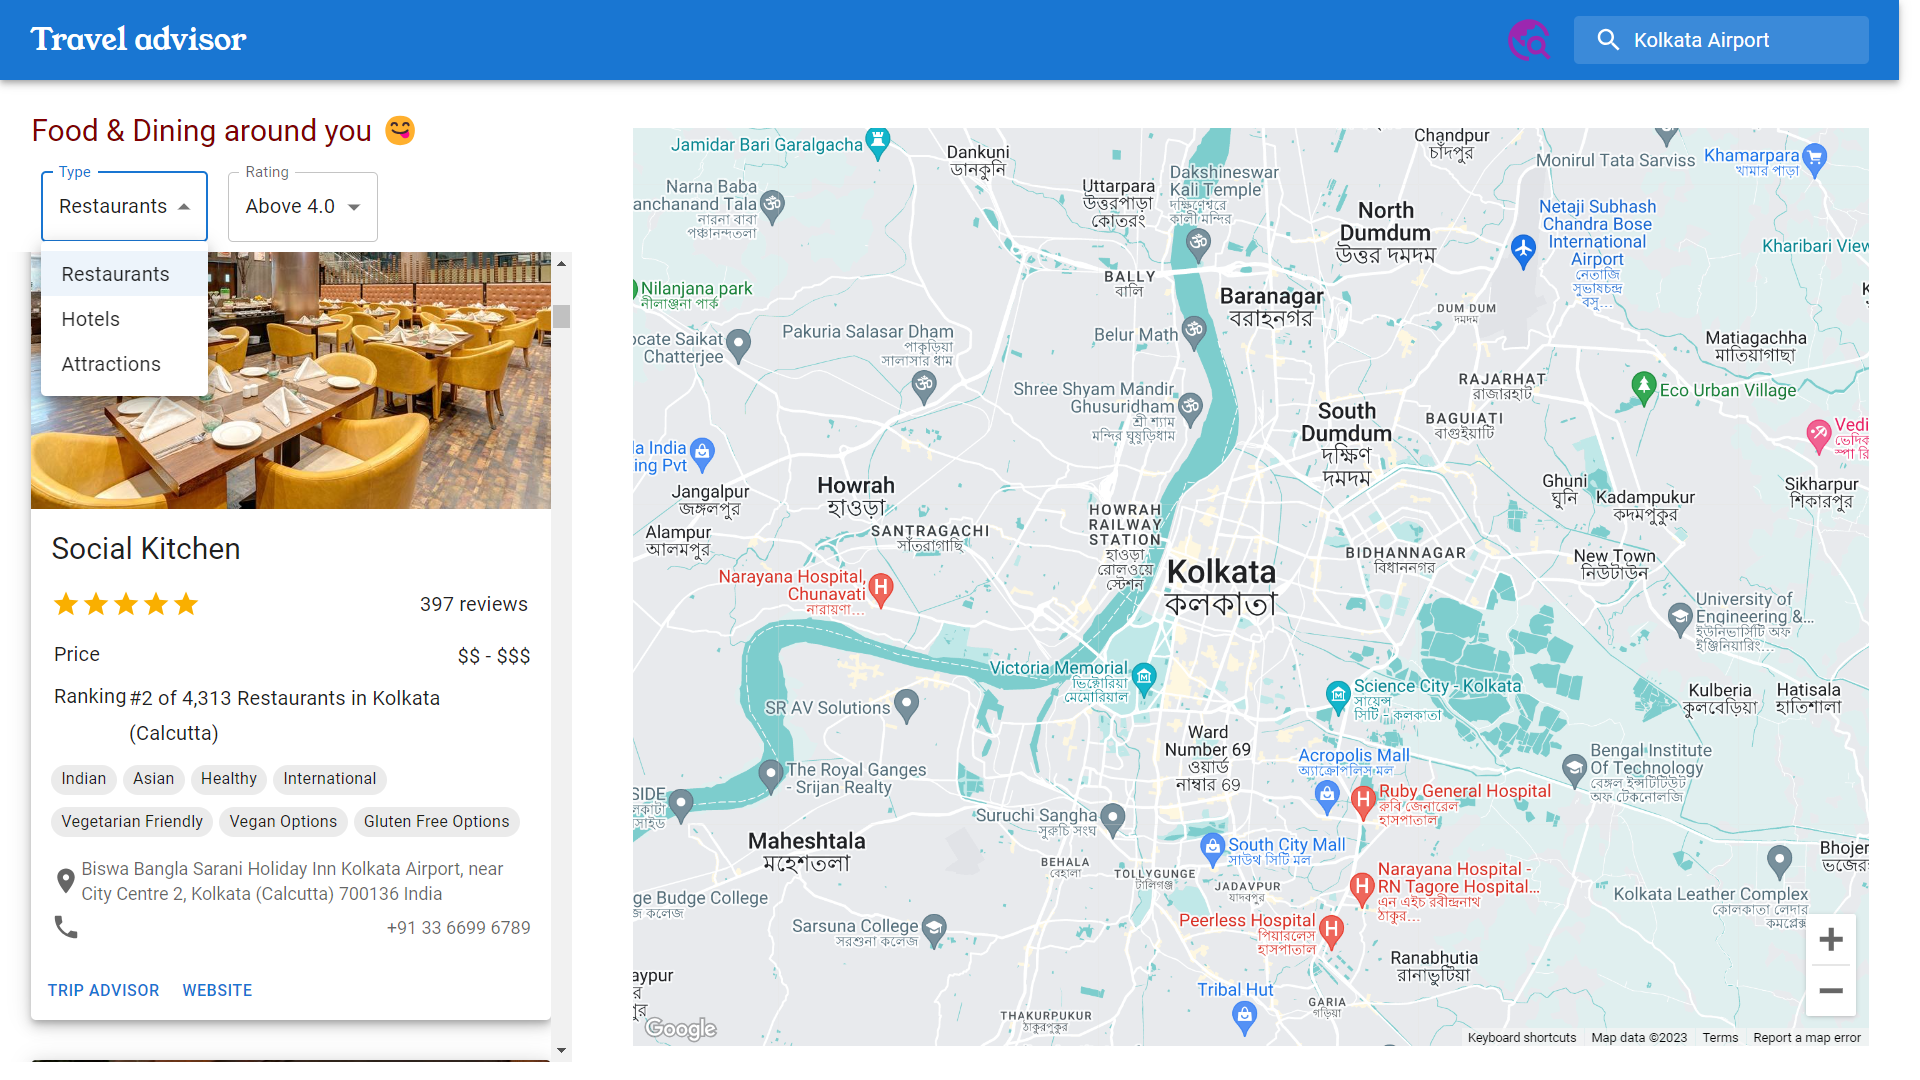 Travel advisor
Kolkata Airport
Food & Dining around you
Type
Restaurants
Rating
Above 4.0
Restaurants
Hotels
Attractions
Social Kitchen
397 reviews
Price
$$ - $$$
Ranking
#2 of 4,313 Restaurants in Kolkata
(Calcutta)
Indian
Asian
Healthy
International
Vegetarian Friendly
Vegan Options
Gluten Free Options
Biswa Bangla Sarani Holiday Inn Kolkata Airport, near
City Centre 2, Kolkata (Calcutta) 700136 India
+91 33 6699 6789
TRIP ADVISOR
WEBSITE
Jamidar Bari Garalgacha
Dankuni
ডানকুনি
Chandpur
চাঁদপুর
Monirul Tata Sarviss
Khamarpara
খামার পাড়া
Narna Baba
anchanand Tala
নারনা বাবা
পঞ্চানন্দতলা
Uttarpara
উত্তরপাড়া
কোতরং
Dakshineswar
Kali Temple
দক্ষিণেশ্বরে
কালী মন্দির
North
Dumdum
উত্তর দমদম
Netaji Subhash
Chandra Bose
International
Airport
নেতাজি
সুভাষচন্দ্র
বসু...
Kharibari View
Nilanjana park
নীলাঞ্জনা পার্ক
BALLY
বালি
Baranagar
বরাহনগর
DUM DUM
দমদম
ocate Saikat
Chatterjee
Pakuria Salasar Dham
পাকুড়িয়া
সালাসার ধাম
Belur Math
Matiagachha
মাতিয়াগাছা
Shree Shyam Mandir,
Ghusuridham
শ্রী শ্যাম
মন্দির ঘুষুড়িধাম
RAJARHAT
রাজারহাট
Eco Urban Village
South
Dumdum
দক্ষিণ
দমদম
BAGUIATI
বাগুইয়াটি
Vedi
ভেদিক
স্পা রি
la India
ing Pvt
Jangalpur
জঙ্গলপুর
Howrah
হাওড়া
Ghuni
ঘুনি
Kadampukur
কদমপুকুর
Sikharpur
শিকারপুর
Alampur
আলমপুর
SANTRAGACHI
সাঁতরাগাছি
HOWRAH
RAILWAY
STATION
হাওড়া
রেলওয়ে
স্টেশন
BIDHANNAGAR
বিধাননগর
New Town
নিউটাউন
Kolkata
কলকাতা
Narayana Hospital,
Chunavati
নারায়ণা...
University of
Engineering &...
ইউনিভার্সিটি অফ
ইঞ্জিনিয়ারিং...
Victoria Memorial
ভিক্টোরিয়া
মেমোরিয়াল
Science City - Kolkata
সায়েন্স
সিটি - কলকাতা
Kulberia
কুলবেড়িয়া
Hatisala
হাতিশালা
SR AV Solutions
Ward
Number 69
ওয়ার্ড
নাম্বার 69
Acropolis Mall
অ্যাক্রোপলিস মল
Bengal Institute
Of Technology
বেঙ্গল ইন্সটিটিউট
অফ টেকনোলজি
The Royal Ganges
- Srijan Realty
SIDE
Ruby General Hospital
রুবি জেনারেল
হাসপাতাল
Suruchi Sangha
সুরুচি সংঘ
Maheshtala
মহেশতলা
South City Mall
সাউথ সিটি মল
BEHALA
বেহালা
TOLLYGUNGE
টালিগঞ্জ
JADAVPUR
যাদবপুর
Narayana Hospital -
RN Tagore Hospital...
এন এইচ রবীন্দ্রনাথ
ঠাকুর...
Bhojer
ভজের
Kolkata Leather Complex
কোলকাতা লেদার
কমপ্লেক্স
ge Budge College
জ কলেজ
Sarsuna College
সরশুনা কলেজ
Peerless Hospital
পিয়ারলেস
হাসপাতাল
Ranabhutia
রানাভুটিয়া
aypur
Tribal Hut
GARIA
গড়িয়া
THAKURPUKUR
ঠাকুরপুকুর
Google
Keyboard shortcuts
Map data ©2023
Terms
Report a map error